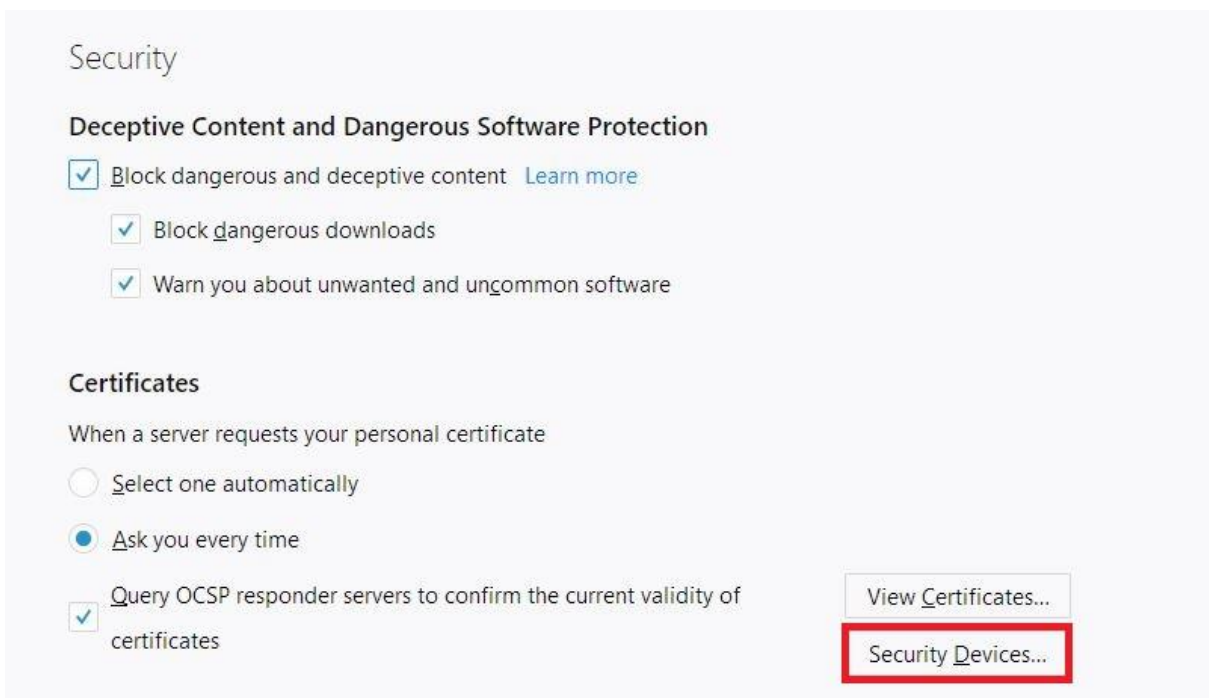 Security
Deceptive Content and Dangerous Software Protection
Block dangerous and deceptive content Learn more
Block dangerous downloads
Warn you about unwanted and uncommon software
Certificates
When a server requests your personal certificate
Select one automatically
Ask you every time
Query OCSP responder servers to confirm the current validity of
certificates
View Certificates...
Security Devices...